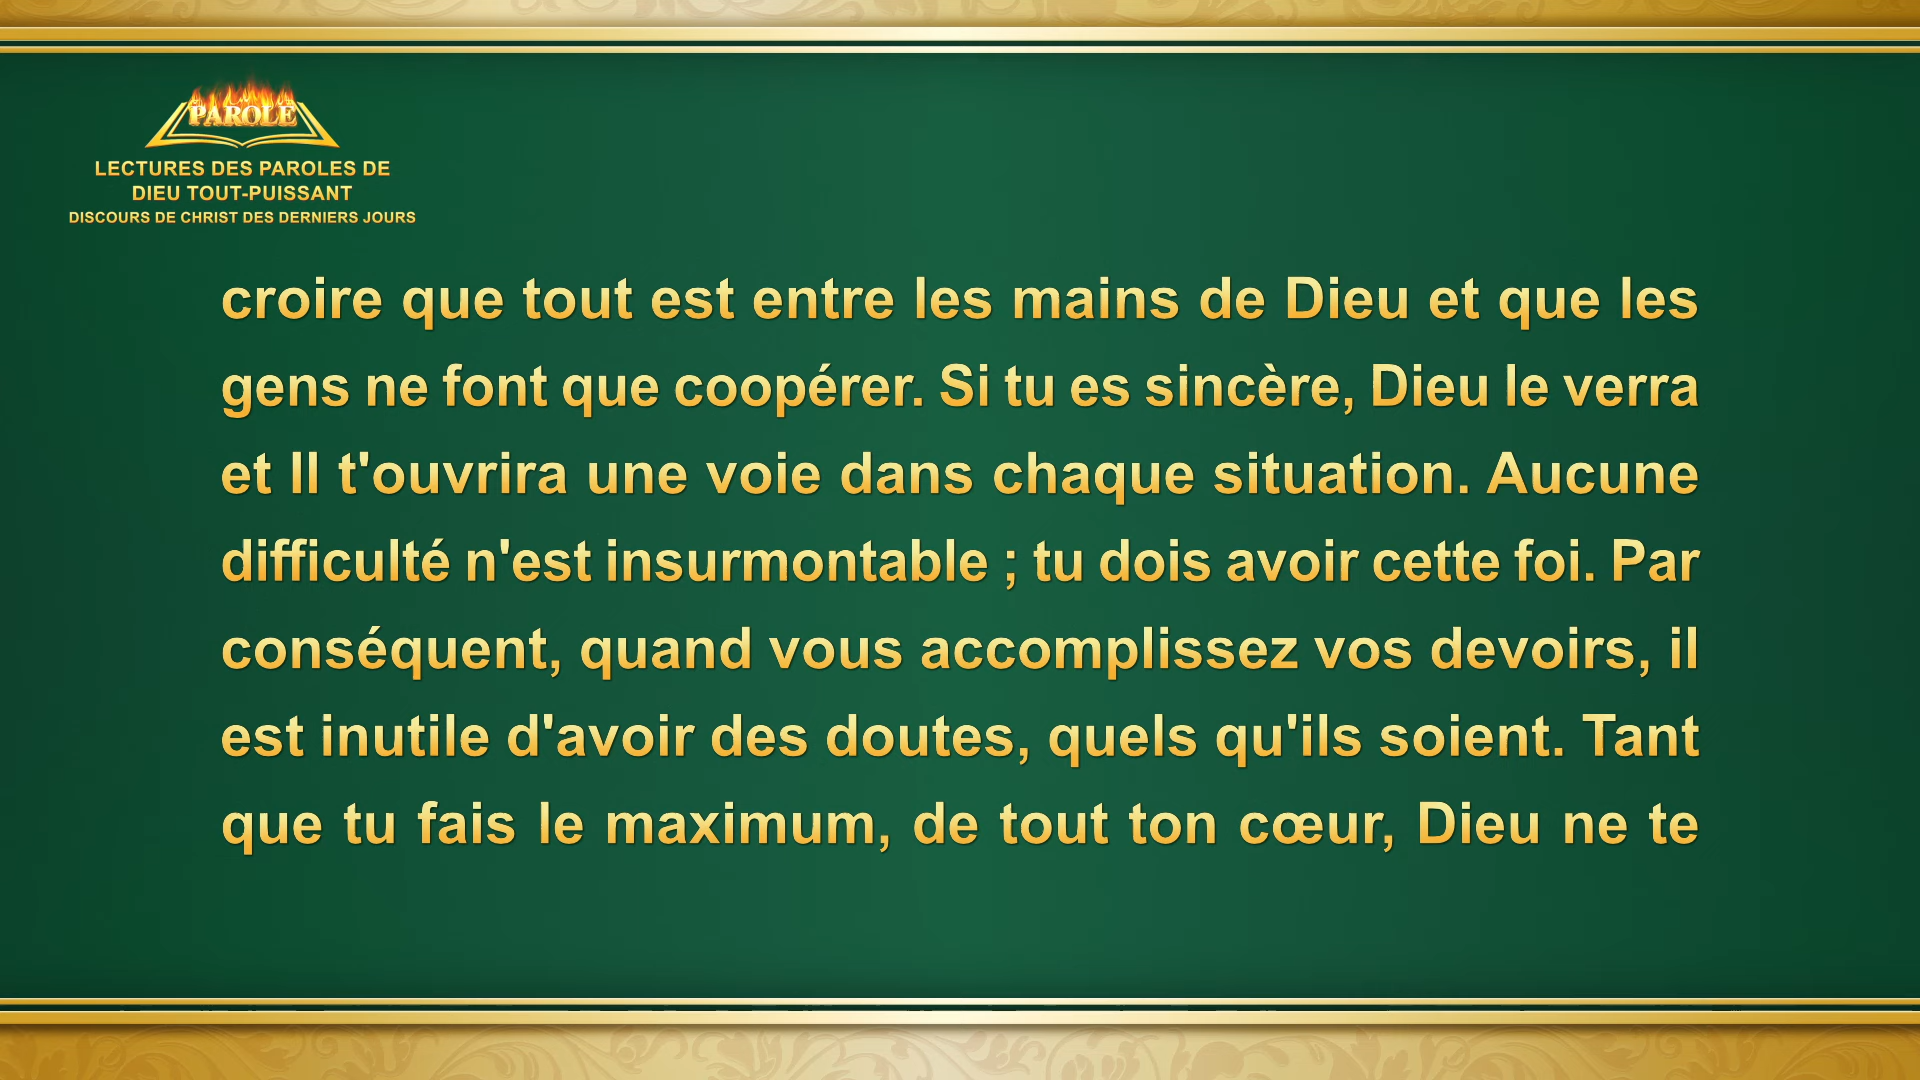 PAROLE
LECTURES DES PAROLES DE
DIEU TOUT-PUISSANT
DISCOURS DE CHRIST DES DERNIERS JOURS
croire que tout est entre les mains de Dieu et que les
gens ne font que coopérer. Si tu es sincère, Dieu le verra
et Il t'ouvrira une voie dans chaque situation. Aucune
difficulté n'est insurmontable ; tu dois avoir cette foi. Par
conséquent, quand vous accomplissez vos devoirs, il
est inutile d'avoir des doutes, quels qu'ils soient. Tant
que tu fais le maximum, de tout ton cœur, Dieu ne te